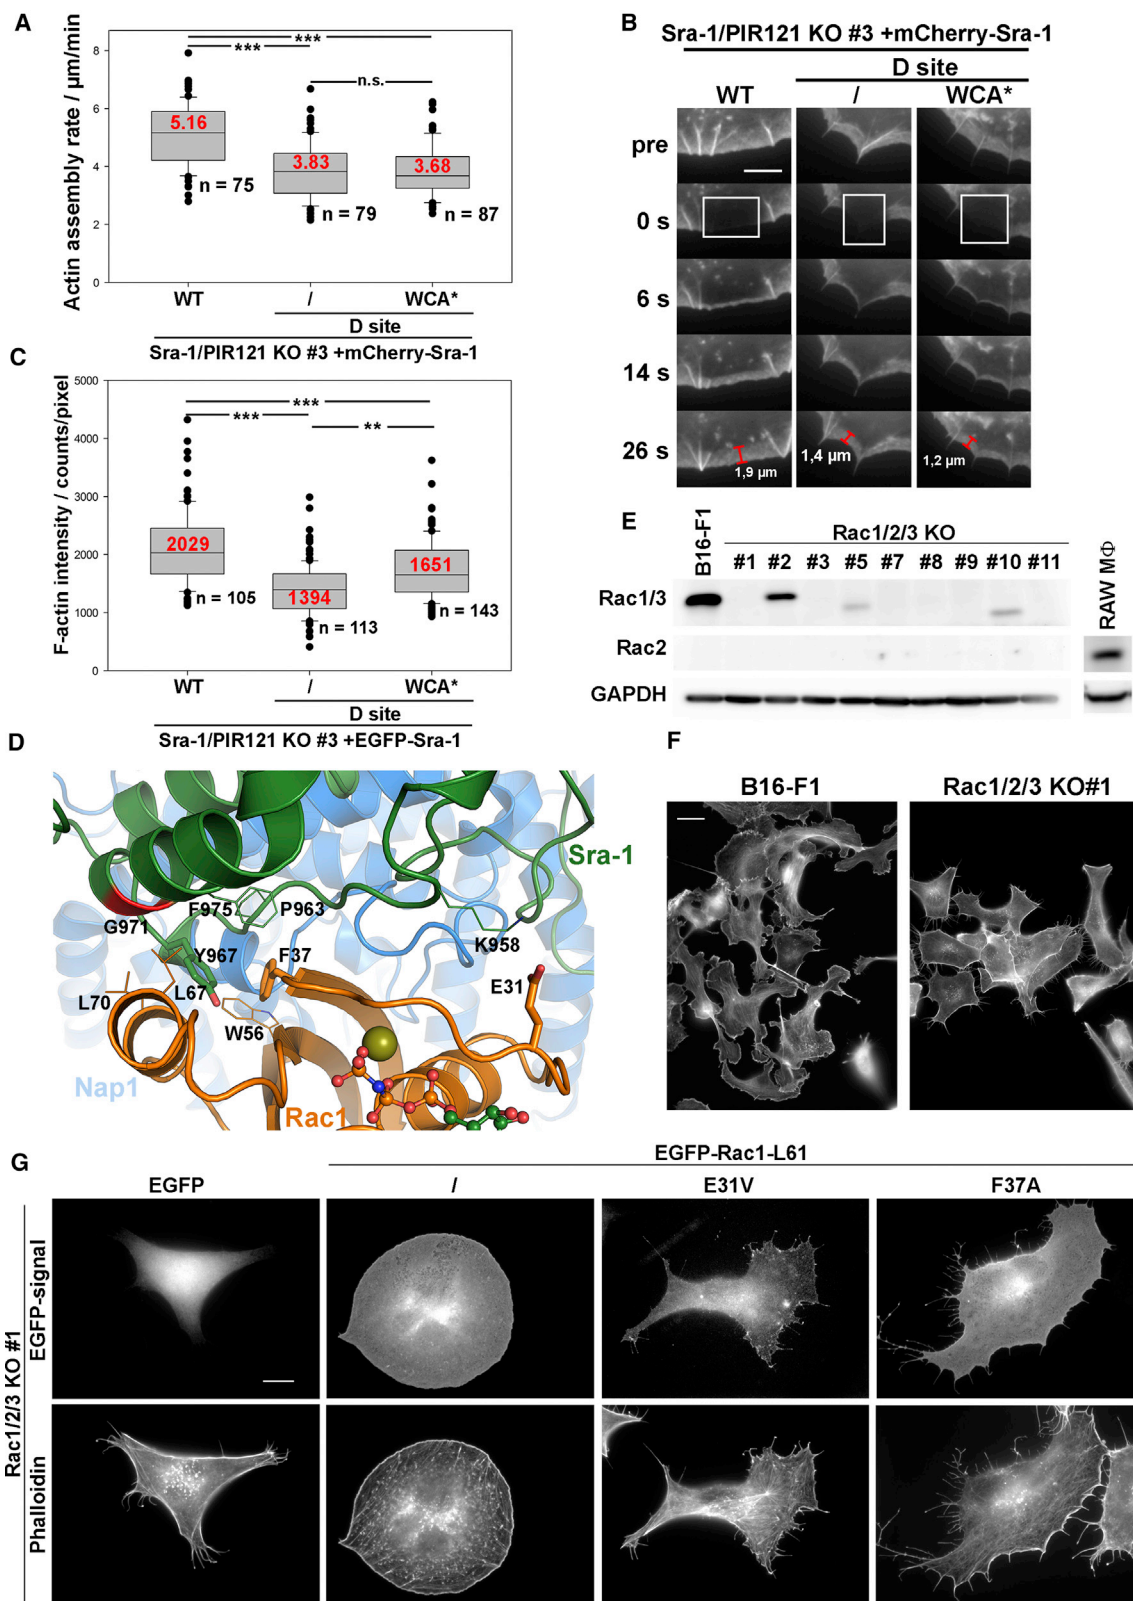 A
Actin assembly rate / µm/min
8
6
4
2
0
***
***
n.s.
5.16
3.83
3.68
n = 75
n = 79
n = 87
WT
/
WCA*
D site
Sra-1/PIR121 KO #3 +mCherry-Sra-1
B
Sra-1/PIR121 KO #3 +mCherry-Sra-1
D site
WT
/
WCA*
pre
0 s
6 s
14 s
26 s
1,9 µm
1,4 µm
1,2 µm
C
F-actin intensity / counts/pixel
5000
4000
3000
2000
1000
0
***
***
**
2029
1394
1651
n = 105
n = 113
n = 143
WT
/
WCA*
D site
Sra-1/PIR121 KO #3 +EGFP-Sra-1
D
Sra-1
F975
P963
G971
K958
Y967
F37
E31
L70
L67
W56
Nap1
Rac1
E
B16-F1
Rac1/2/3 KO
#1 #2 #3 #5 #7 #8 #9 #10 #11
RAW MΦ
Rac1/3
Rac2
GAPDH
F
B16-F1
Rac1/2/3 KO#1
G
EGFP-Rac1-L61
EGFP
/
E31V
F37A
Rac1/2/3 KO #1
EGFP-signal
Phalloidin